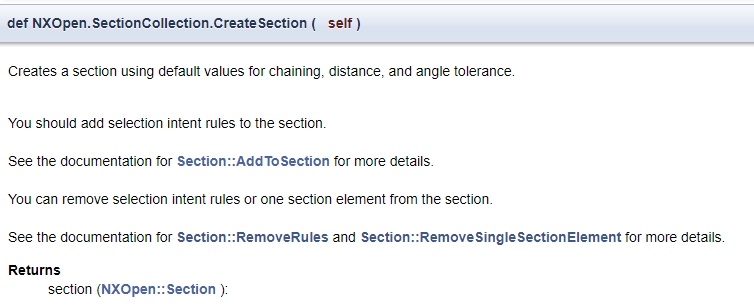 def NXOpen.SectionCollection.CreateSection ( self )
Creates a section using default values for chaining, distance, and angle tolerance.
You should add selection intent rules to the section.
See the documentation for Section::AddToSection for more details.
You can remove selection intent rules or one section element from the section.
See the documentation for Section::RemoveRules and Section::RemoveSingleSectionElement for more details.
Returns
section (NXOpen::Section ):